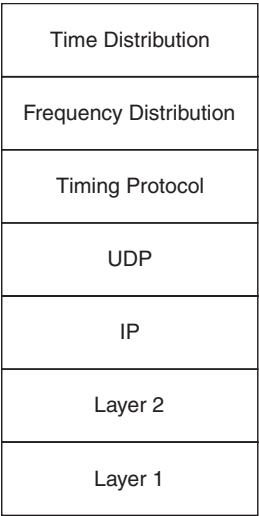 Time Distribution
Frequency Distribution
Timing Protocol
UDP
IP
Layer 2
Layer 1